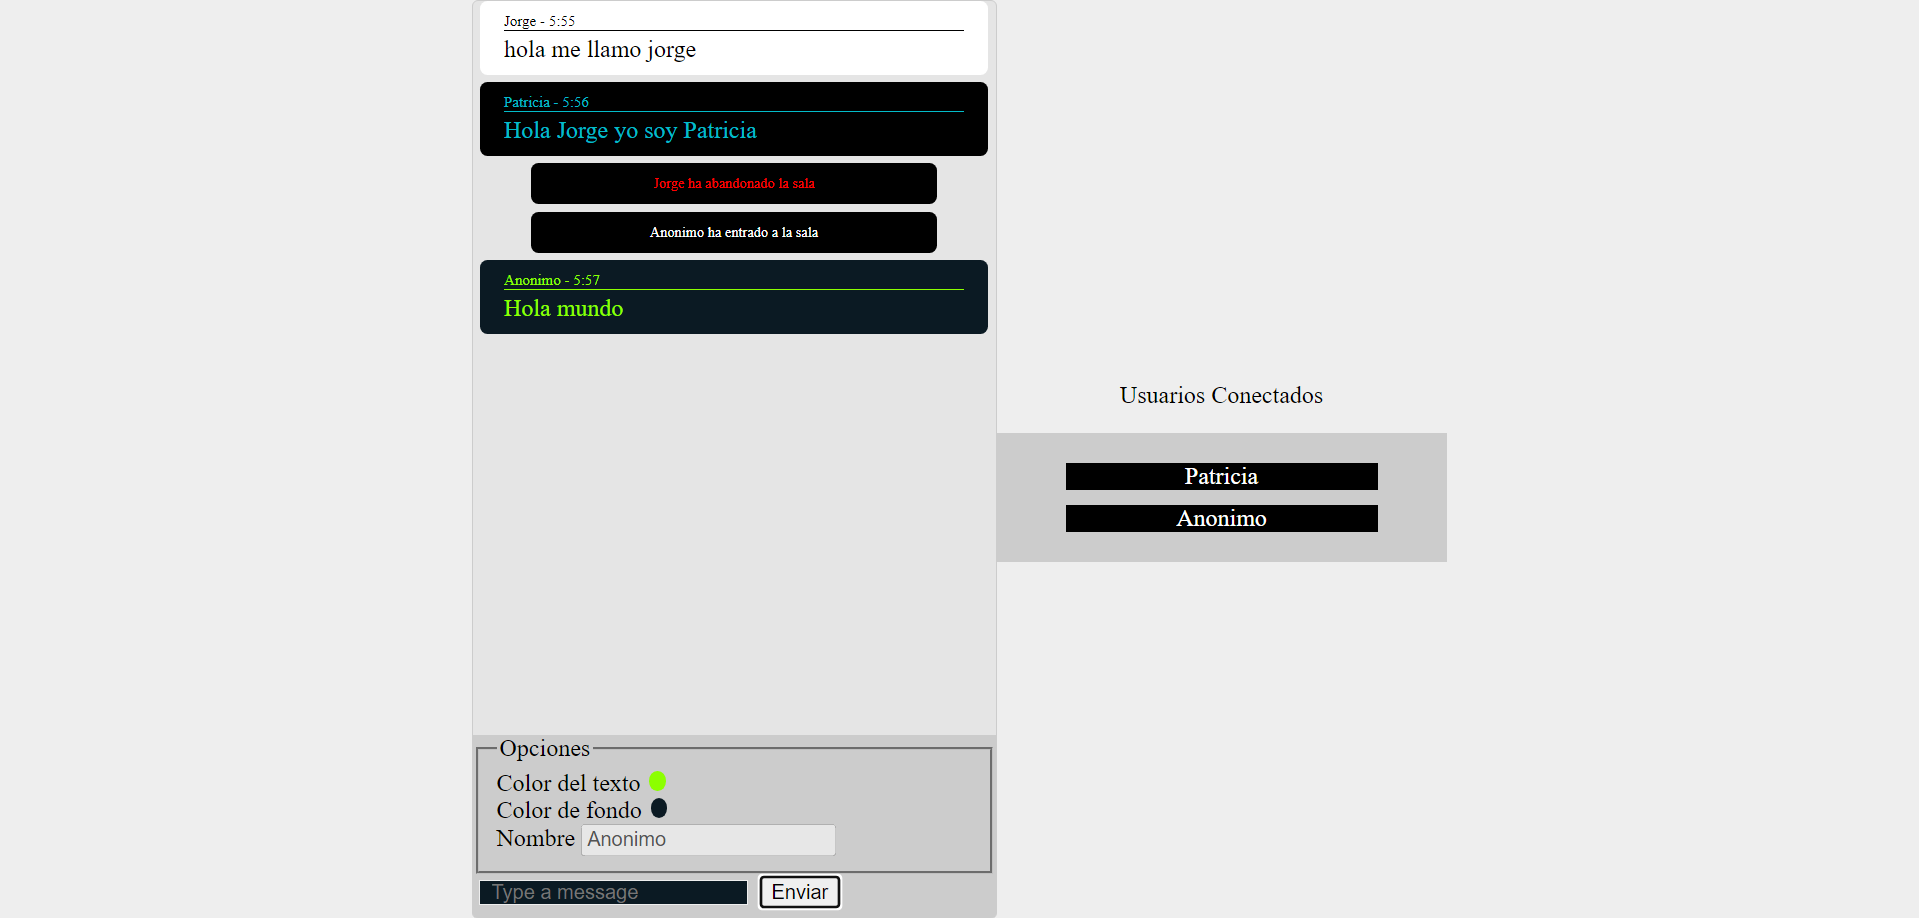 Jorge - 5:55
hola me llamo jorge
Patricia - 5:56
Hola Jorge yo soy Patricia
Jorge ha abandonado la sala
Anonimo ha entrado a la sala
Anonimo - 5:57
Hola mundo
Usuarios Conectados
Patricia
Anonimo
Opciones
Color del texto
Color de fondo
Nombre Anonimo
Type a message Enviar